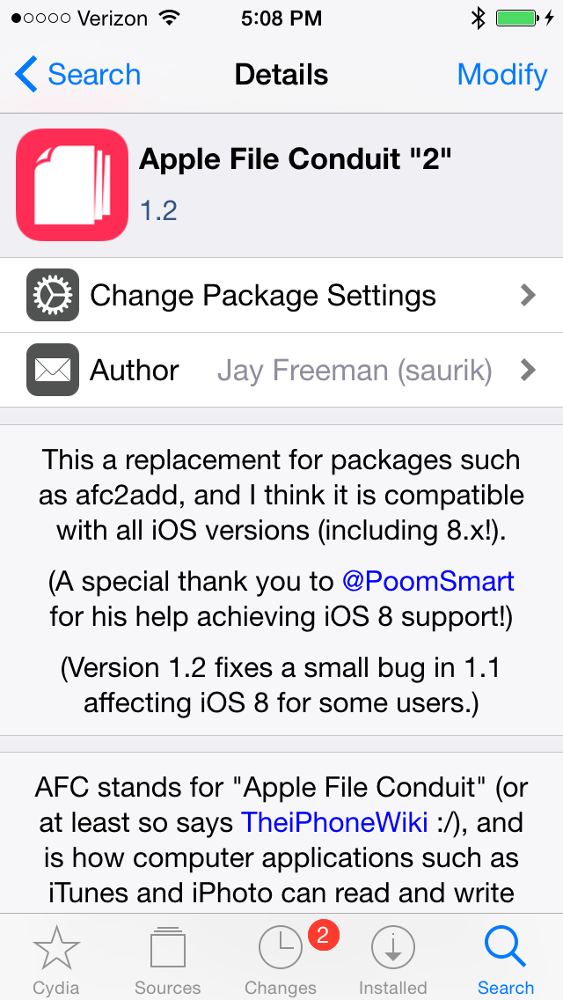 Verizon 5:08 PM
Search Details Modify
Apple File Conduit "2"
1.2
Change Package Settings
Author Jay Freeman (saurik)
This a replacement for packages such
as afc2add, and I think it is compatible
with all iOS versions (including 8.x!).
(A special thank you to @PoomSmart
for his help achieving iOS 8 support!)
(Version 1.2 fixes a small bug in 1.1
affecting iOS 8 for some users.)
AFC stands for "Apple File Conduit" (or
at least so says TheiPhoneWiki :/), and
is how computer applications such as
iTunes and iPhoto can read and write
2
Cydia Sources Changes Installed Search